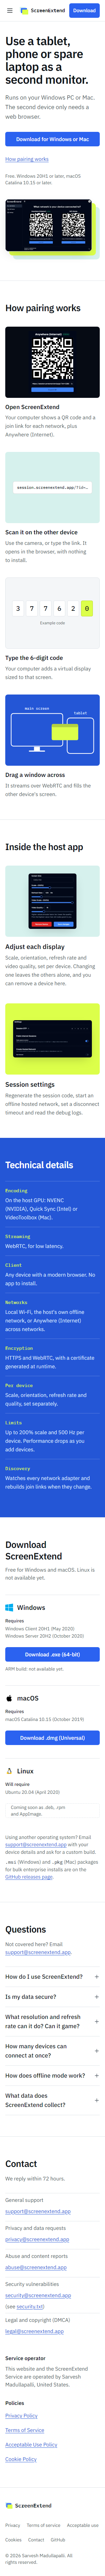 ScreenExtend
Download
Use a tablet,
phone or spare
laptop as a
second monitor.
Runs on your Windows PC or Mac.
The second device only needs a
web browser.
Download for Windows or Mac
How pairing works
Free. Windows 20H1 or later, macOS
Catalina 10.15 or later.
How pairing works
Open ScreenExtend
Your computer shows a QR code and a
join link for each network, plus
Anywhere (Internet).
Scan it on the other device
Use the camera, or type the link. It
opens in the browser, with nothing
to install.
3 7 7 6 2 0
Example code
Type the 6-digit code
Your computer starts a virtual display
sized to that screen.
main screen
tablet
Drag a window across
It streams over WebRTC and fills the
other device's screen.
Inside the host app
Adjust each display
Scale, orientation, refresh rate and
video quality, set per device. Changing
one leaves the others alone, and you
can remove a device here.
Session settings
Regenerate the session code, start an
offline hosted network, set a disconnect
timeout and set the debug logs.
Technical details
Encoding
On the host GPU: NVENC
(NVIDIA), Quick Sync (Intel) or
VideoToolbox (Mac).
Streaming
WebRTC, for low latency.
Client
Any device with a modern browser. No
app to install.
Networks
Local Wi-Fi, the host's own offline
network, or Anywhere (Internet)
across networks.
Encryption
HTTPS and WebRTC, with a certificate
generated at runtime.
Per device
Scale, orientation, refresh rate and
quality, set separately.
Limits
Up to 200% scale and 500 Hz per
device. Performance drops as you
add devices.
Discovery
Watches every network adapter and
rebuilds join links when they change.
Download
ScreenExtend
Free for Windows and macOS. Linux is
not available yet.
Windows
Requires
Windows Client 20H1 (May 2020)
Windows Server 20H2 (October 2020)
Download .exe (64-bit)
ARM build: not available yet.
macOS
Requires
macOS Catalina 10.15 (October 2019)
Download .dmg (Universal)
Linux
Will require
Ubuntu 20.04 (April 2020)
Coming soon as .deb, .rpm
and AppImage.
Using another operating system? Email
support@screenextend.app with your
device details and ask for a custom build.
.msi (Windows) and .pkg (Mac) packages
for bulk enterprise installs are on the
GitHub releases page.
Questions
Not covered here? Email
support@screenextend.app.
How do I use ScreenExtend? +
Is my data secure? +
What resolution and refresh
rate can it do? Can it game? +
How many devices can
connect at once? +
How does offline mode work? +
What data does
ScreenExtend collect? +
Contact
We reply within 72 hours.
General support
support@screenextend.app
Privacy and data requests
privacy@screenextend.app
Abuse and content reports
abuse@screenextend.app
Security vulnerabilities
security@screenextend.app
(see security.txt)
Legal and copyright (DMCA)
legal@screenextend.app
Service operator
This website and the ScreenExtend
Service are operated by Sarvesh
Madullapalli, United States.
Policies
Privacy Policy
Terms of Service
Acceptable Use Policy
Cookie Policy
ScreenExtend
Privacy Terms of service Acceptable use
Cookies Contact GitHub
© 2026 Sarvesh Madullapalli. All
rights reserved.